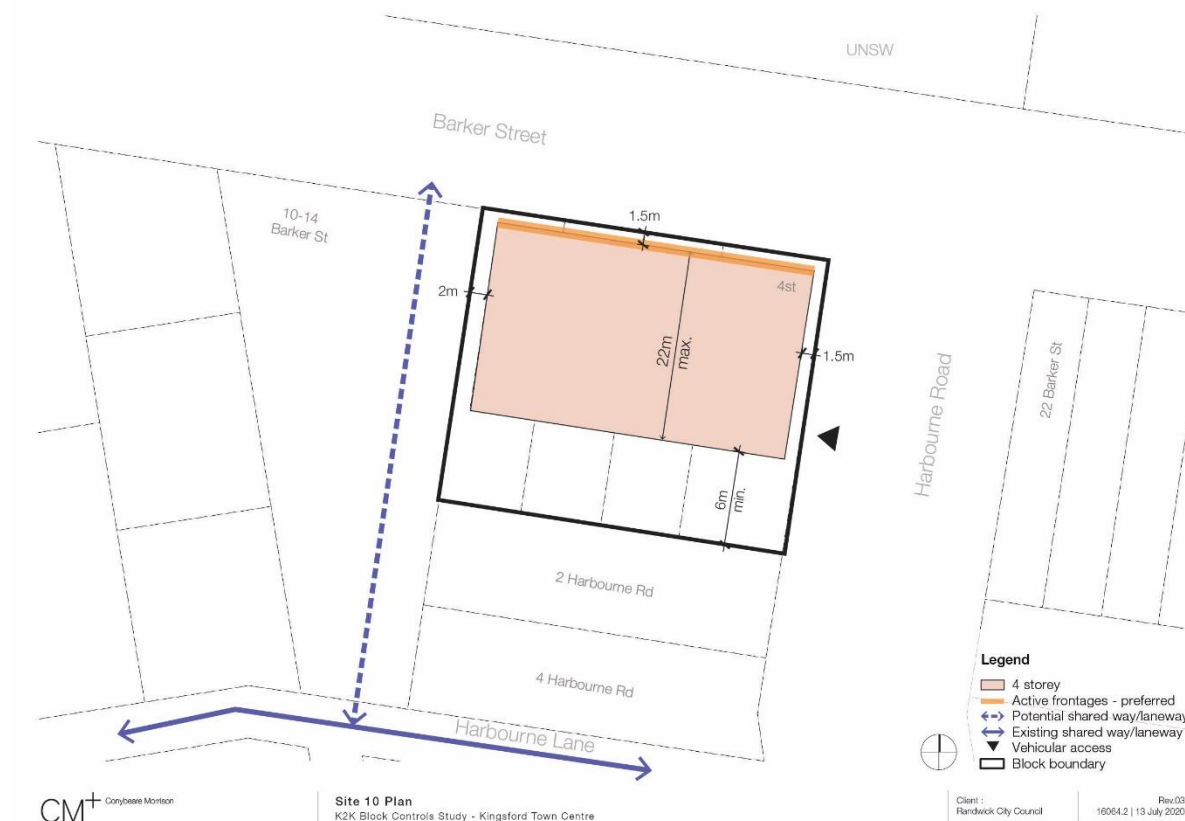 UNSW
Barker Street
10-14
Barker St
1.5m
4st
2m
22m
max.
1.5m
22 Barker St
Harbourne Road
6m
min.
2 Harbourne Rd
4 Harbourne Rd
Harbourne Lane
Legend
4 storey
Active frontages - preferred
Potential shared way/laneway
Existing shared way/laneway
Vehicular access
Block boundary
CM+ Conybeare Morrison
Site 10 Plan
K2K Block Controls Study - Kingsford Town Centre
Client :
Randwick City Council
Rev.03
16064.2 | 13 July 2020